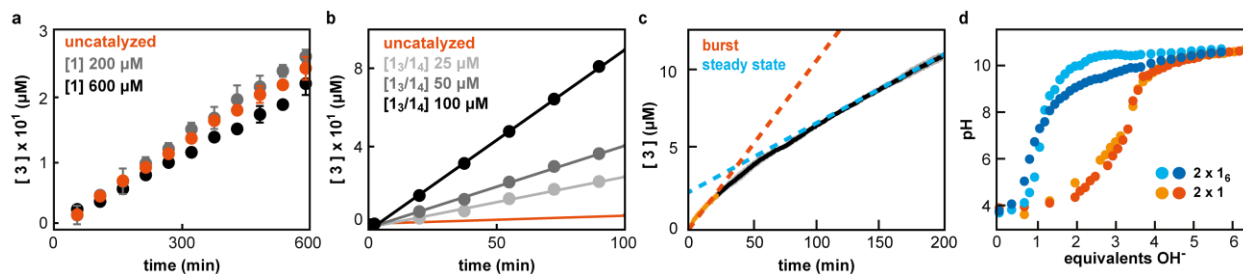 a
uncatalyzed
[1] 200 µM
[1] 600 µM
[ 3 ] x 10¹ (µM)
3
2
1
0
0
300
600
time (min)
b
uncatalyzed
[1₃/1₄] 25 µM
[1₃/1₄] 50 µM
[1₃/1₄] 100 µM
[ 3 ] x 10¹ (µM)
8
4
0
0
50
100
time (min)
c
burst
steady state
[ 3 ] (µM)
10
5
0
0
50
100
150
200
time (min)
d
pH
10
8
6
4
2 x 1₆
2 x 1
0
1
2
3
4
5
6
equivalents OH⁻